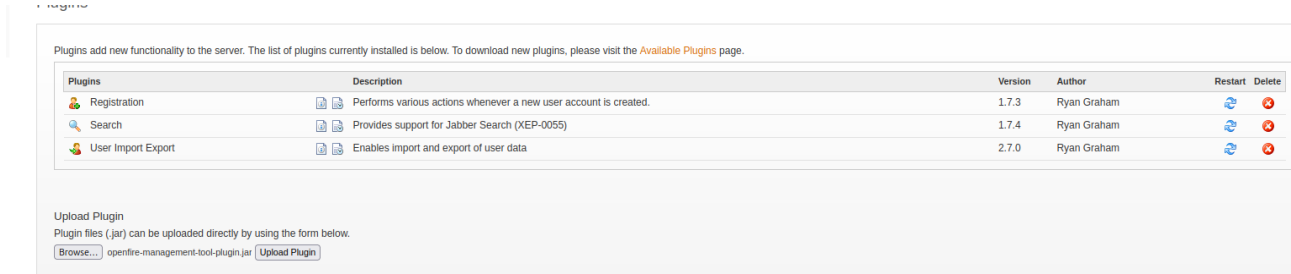 Plugins
Plugins add new functionality to the server. The list of plugins currently installed is below. To download new plugins, please visit the Available Plugins page.
Plugins Description Version Author Restart Delete
Registration Performs various actions whenever a new user account is created. 1.7.3 Ryan Graham
Search Provides support for Jabber Search (XEP-0055) 1.7.4 Ryan Graham
User Import Export Enables import and export of user data 2.7.0 Ryan Graham
Upload Plugin
Plugin files (.jar) can be uploaded directly by using the form below.
Browse... openfire-management-tool-plugin.jar Upload Plugin